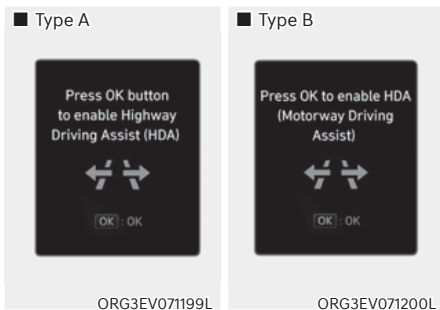 ■ Type A
Press OK button
to enable Highway
Driving Assist (HDA)
OK : OK
ORG3EV071199L
■ Type B
Press OK to enable HDA
(Motorway Driving
Assist)
OK : OK
ORG3EV071200L